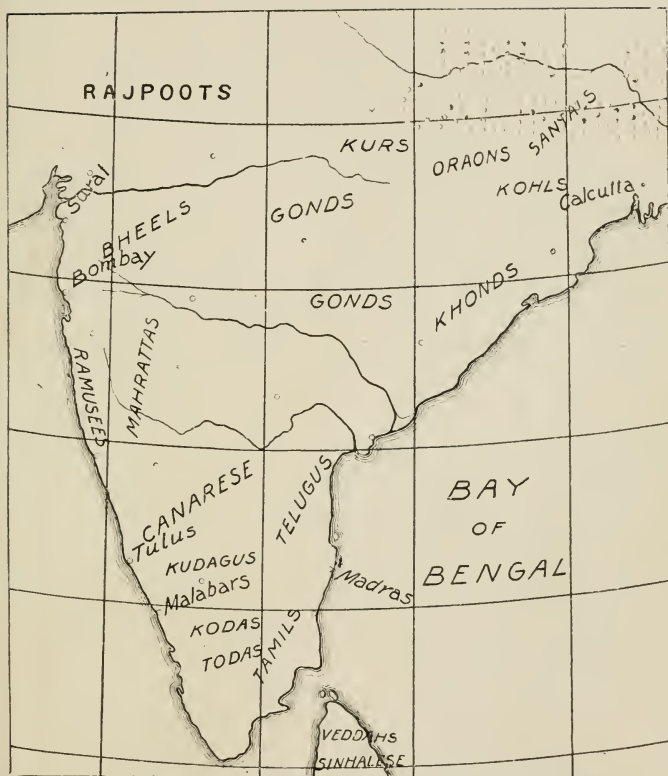 RAJPOOTS
KURS
ORAONS
SANTALS
KOHLS
Calcutta
Surat
GONDS
BHEELS
Bombay
GONDS
KHONDS
RAMUSEES
MAHRATTAS
CANARESE
TELUGUS
BAY
OF
BENGAL
Tulus
KUDAGUS
Madras
Malabars
KODAS
TODAS
TAMILS
VEDDAHS
SINHALESE